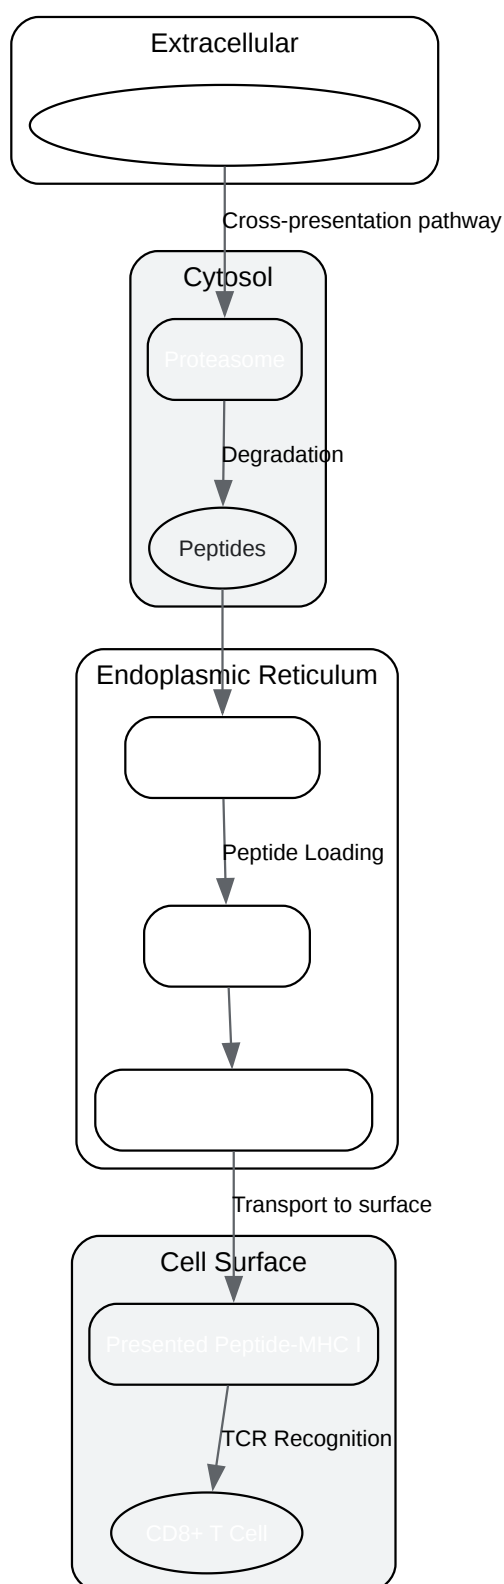 Extracellular
Cross-presentation pathway
Cytosol
Proteasome
Degradation
Peptides
Endoplasmic Reticulum
Peptide Loading
Transport to surface
Cell Surface
Presented Peptide-MHC I
TCR Recognition
CD8+ T Cell